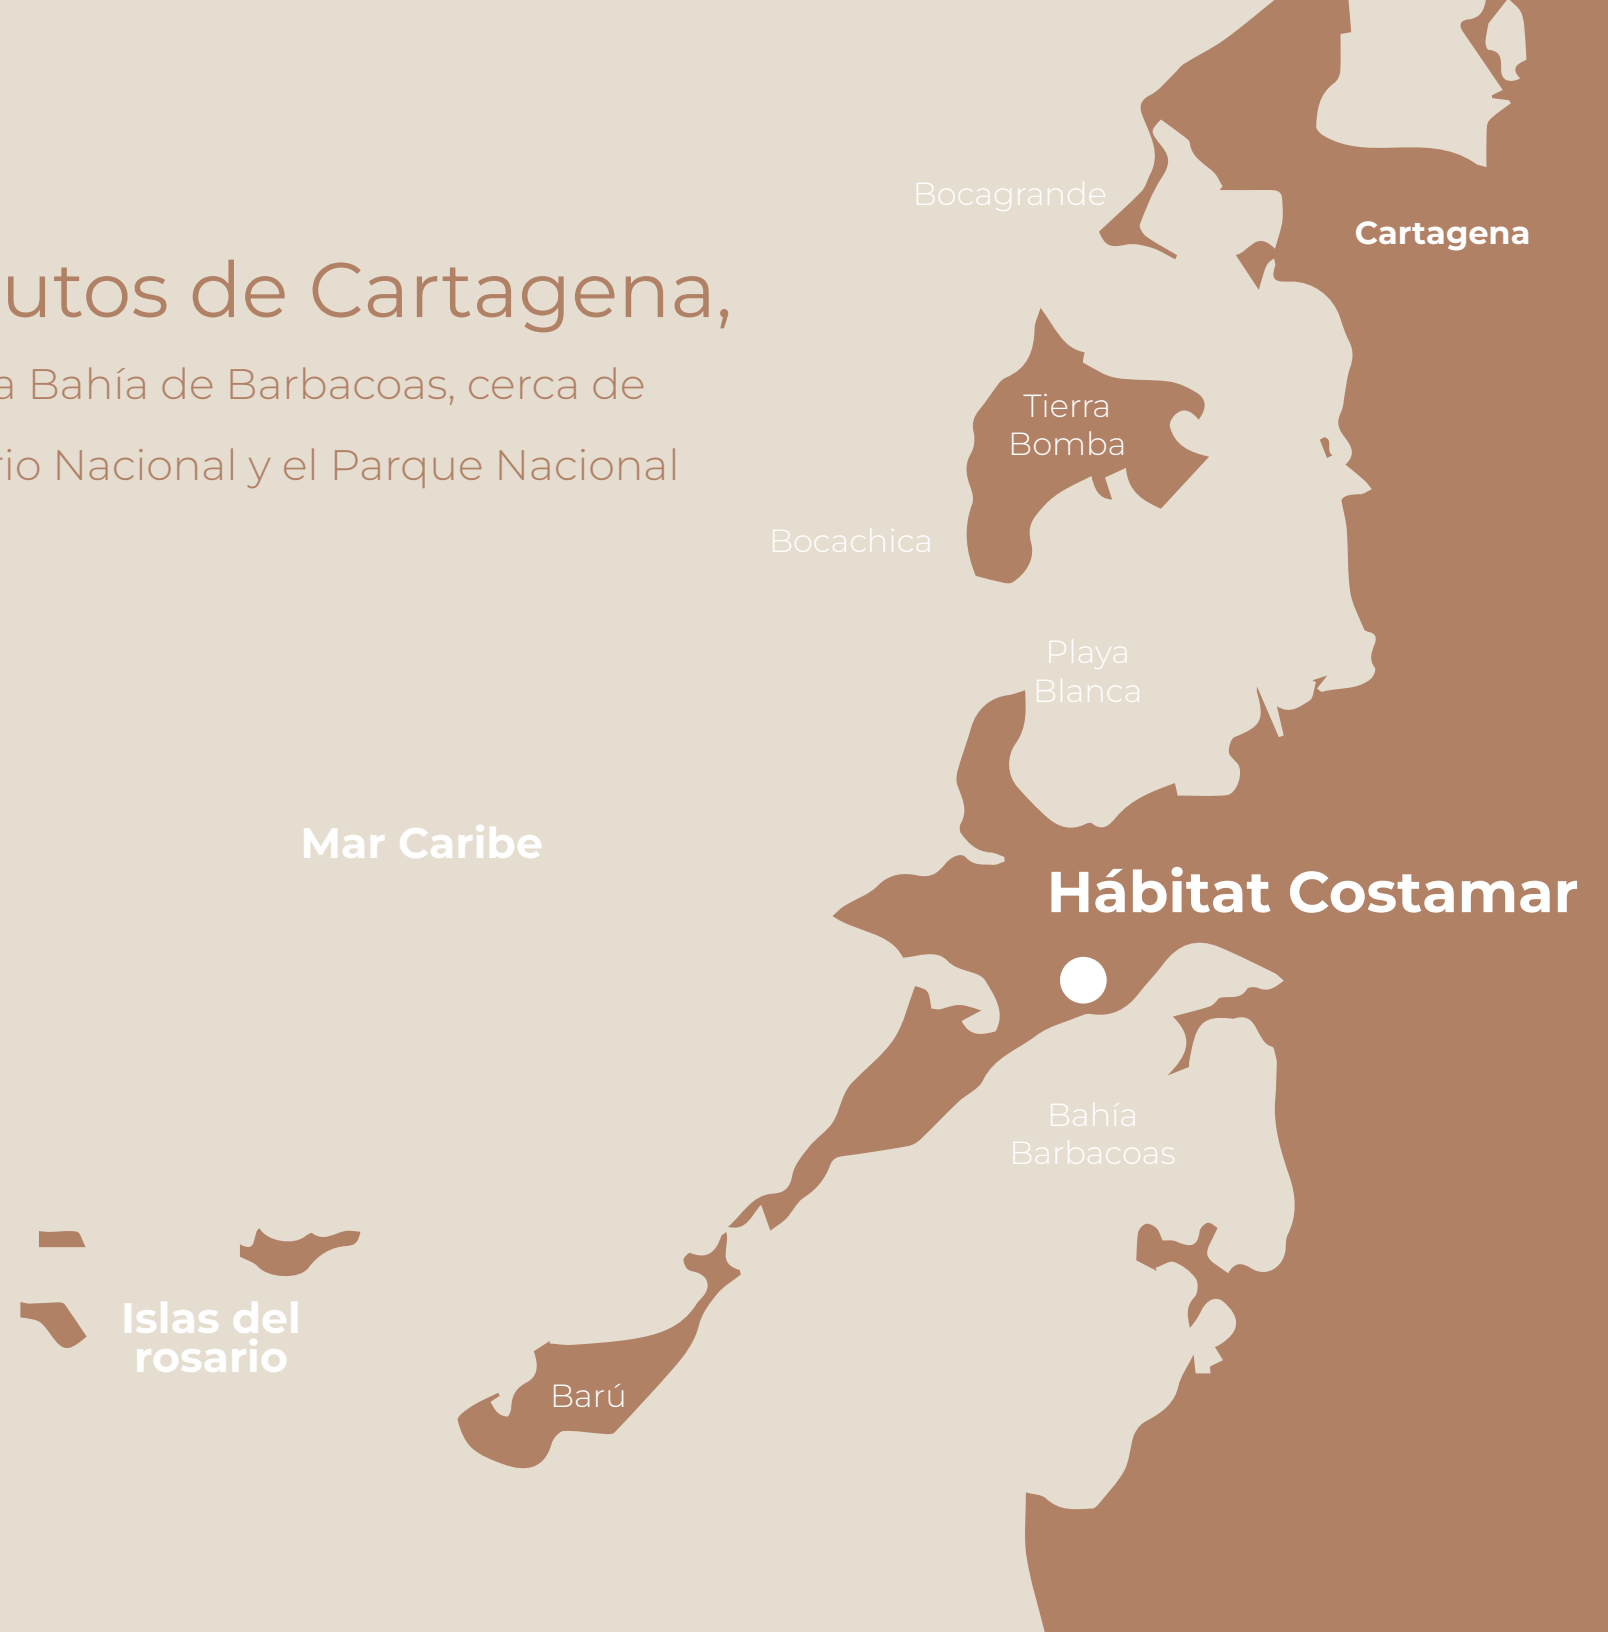 Bocagrande
Cartagena
utos de Cartagena,
a Bahía de Barbacoas, cerca de
rio Nacional y el Parque Nacional
Tierra
Bomba
Bocachica
Playa
Blanca
Mar Caribe
Hábitat Costamar
Bahía
Barbacoas
Islas del
rosario
Barú